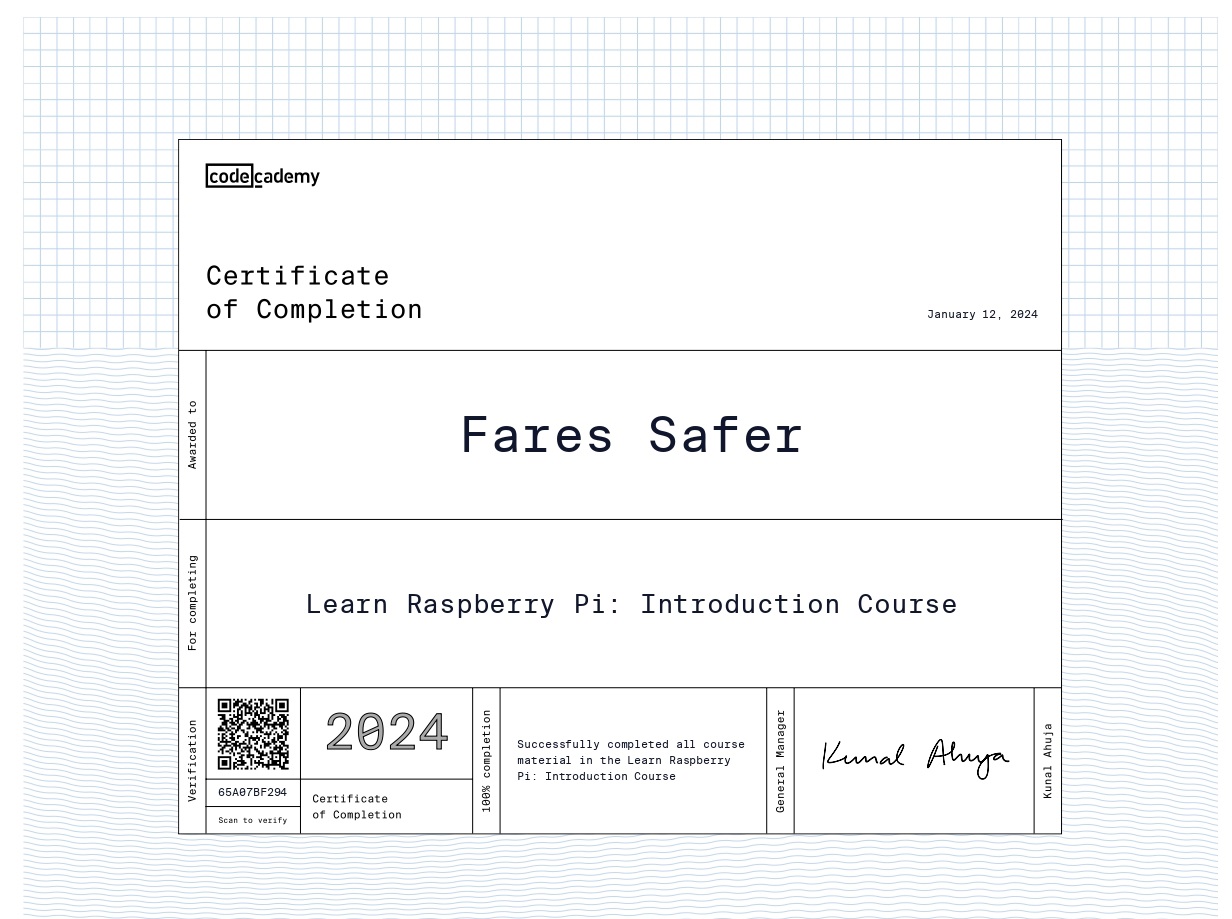 codecademy
Certificate
of Completion
January 12, 2024
Awarded to
Fares Safer
For completing
Learn Raspberry Pi: Introduction Course
Verification
65A07BF294
Scan to verify
2024
Certificate
of Completion
100% completion
Successfully completed all course
material in the Learn Raspberry
Pi: Introduction Course
General Manager
Kunal Ahuja
Kunal Ahuja